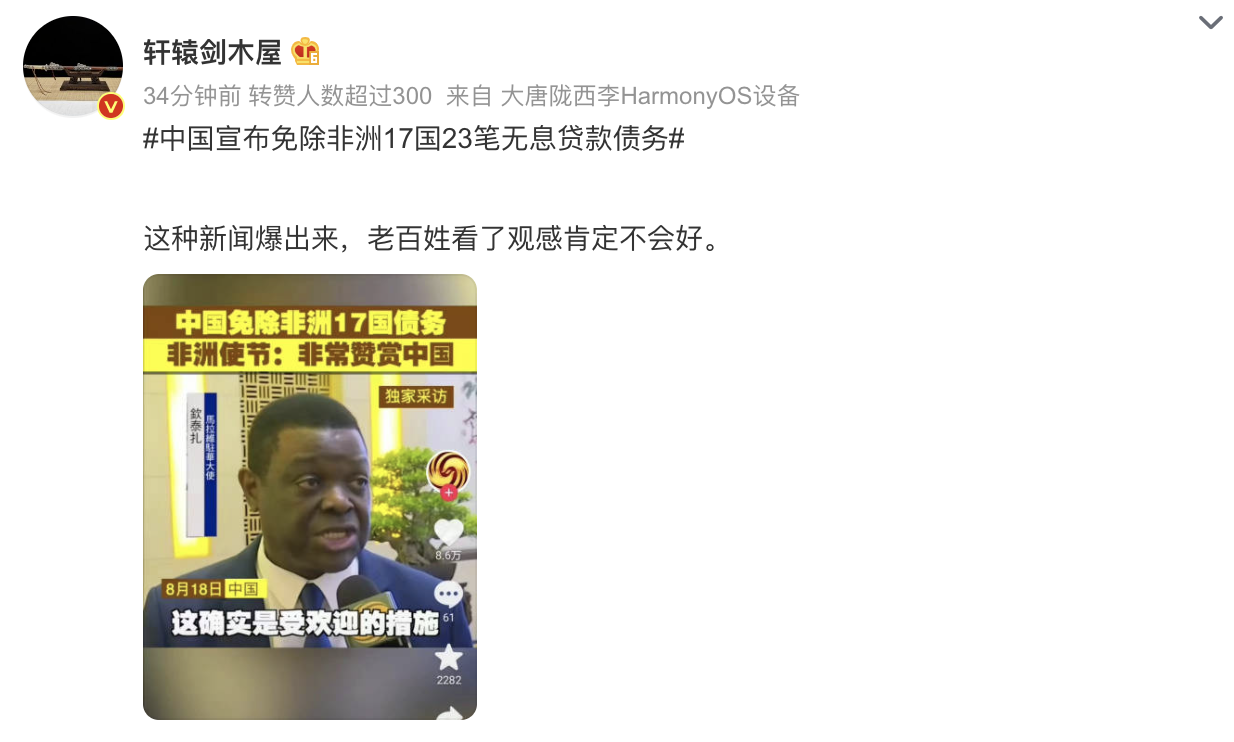 轩辕剑木屋
6
V
34分钟前 转赞人数超过300 来自 大唐陇西李HarmonyOS设备
#中国宣布免除非洲17国23笔无息贷款债务#
这种新闻爆出来，老百姓看了观感肯定不会好。
中国免除非洲17国债务
非洲使节：非常赞赏中国
独家采访
馬拉維駐華大使
欽泰扎
8.6万
8月18日 中国
这确实是受欢迎的措施
61
2282